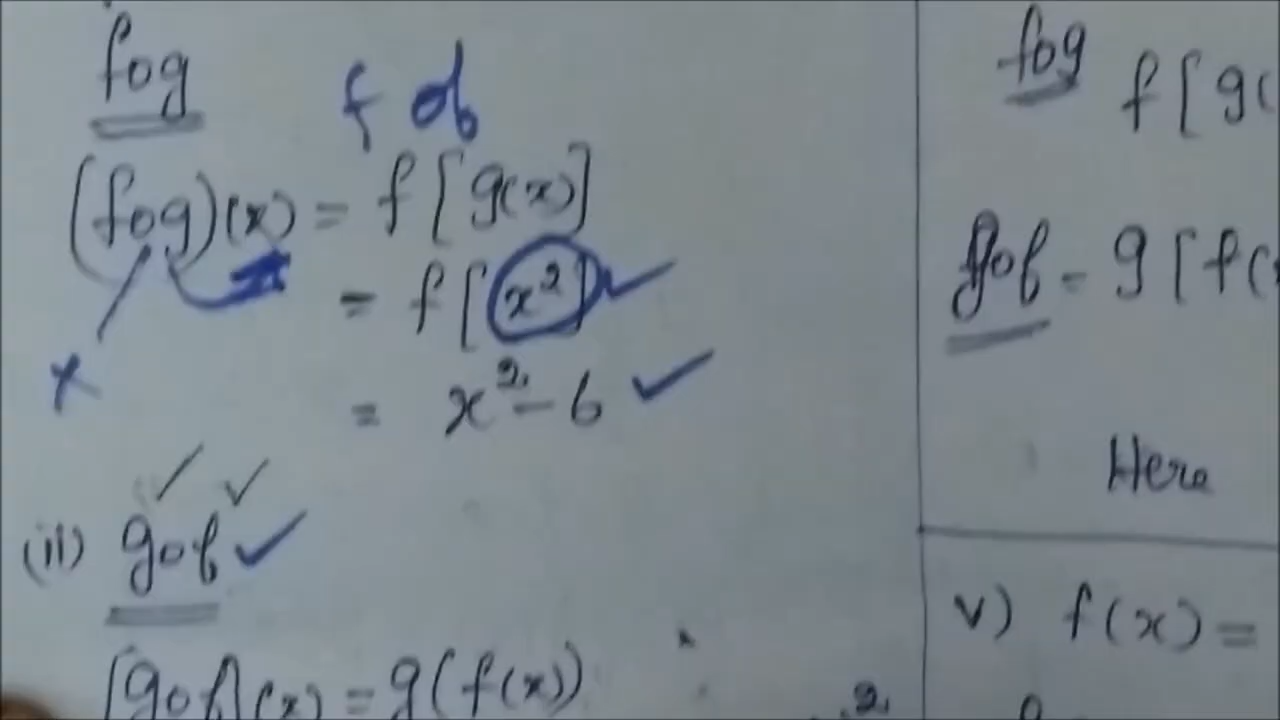 fog
f of
(fog)(x) = f[g(x)]
= f[x²]
= x² - 6
(ii) gof
(gof)(x) = g(f(x))
fog f[g(
gof = g[f(
Here
v) f(x) =